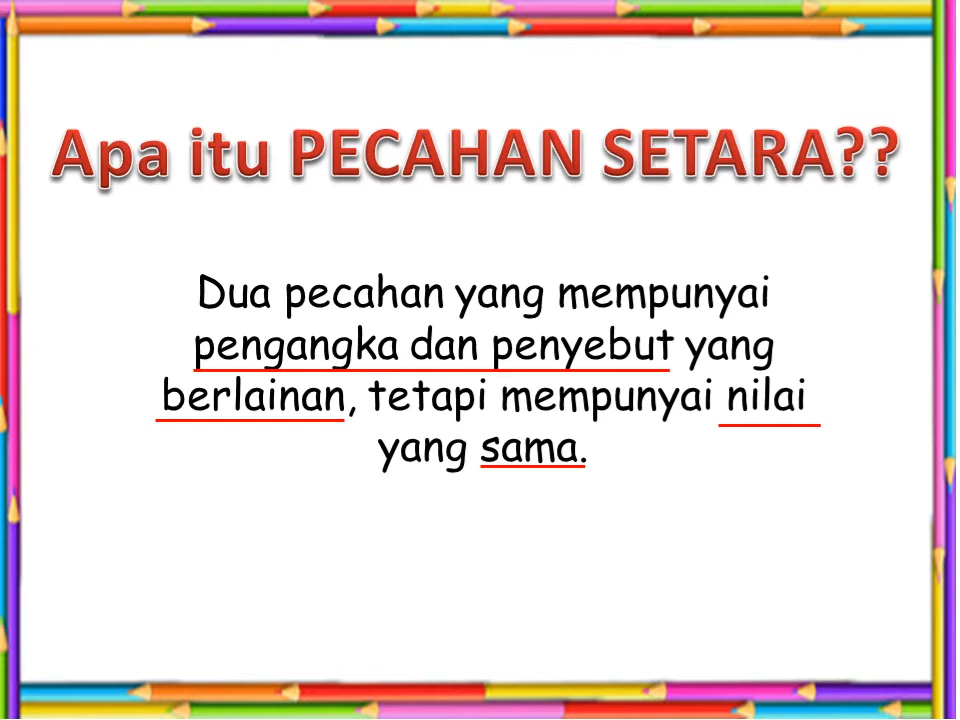 Apa itu PECAHAN SETARA??
Dua pecahan yang mempunyai
pengangka dan penyebut yang
berlainan, tetapi mempunyai nilai
yang sama.